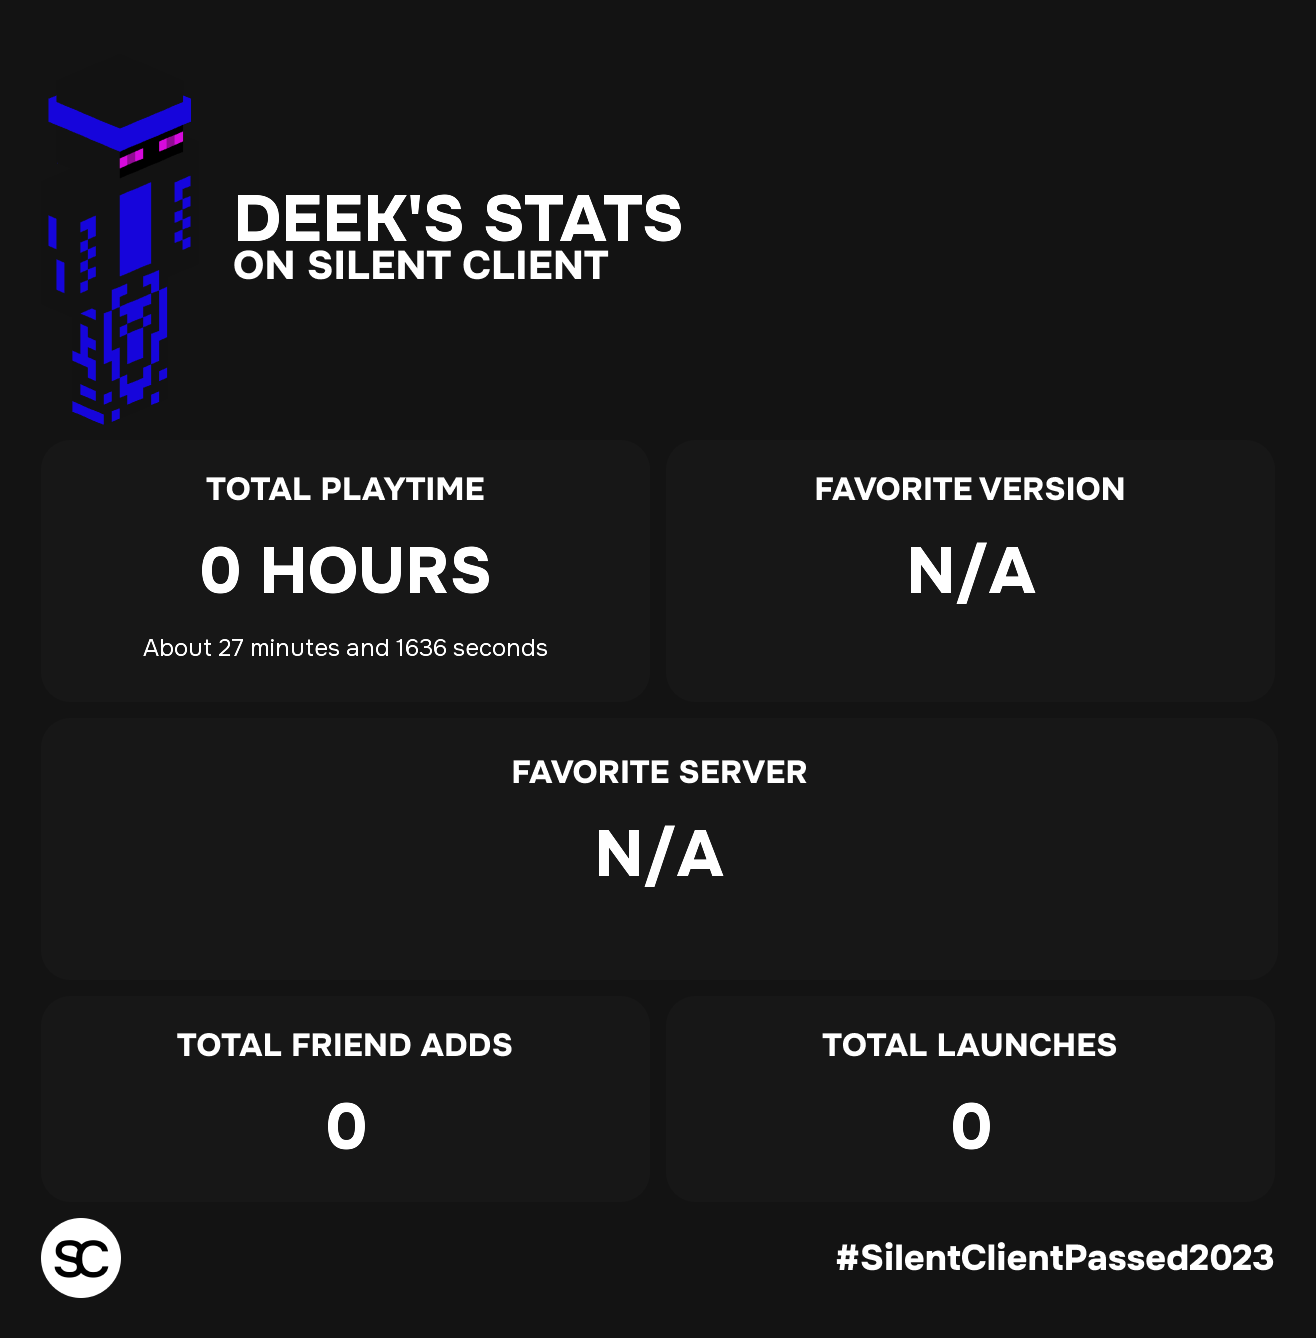 DEEK'S STATS
ON SILENT CLIENT
TOTAL PLAYTIME
0 HOURS
About 27 minutes and 1636 seconds
FAVORITE VERSION
N/A
FAVORITE SERVER
N/A
TOTAL FRIEND ADDS
0
TOTAL LAUNCHES
0
SC
#SilentClientPassed2023